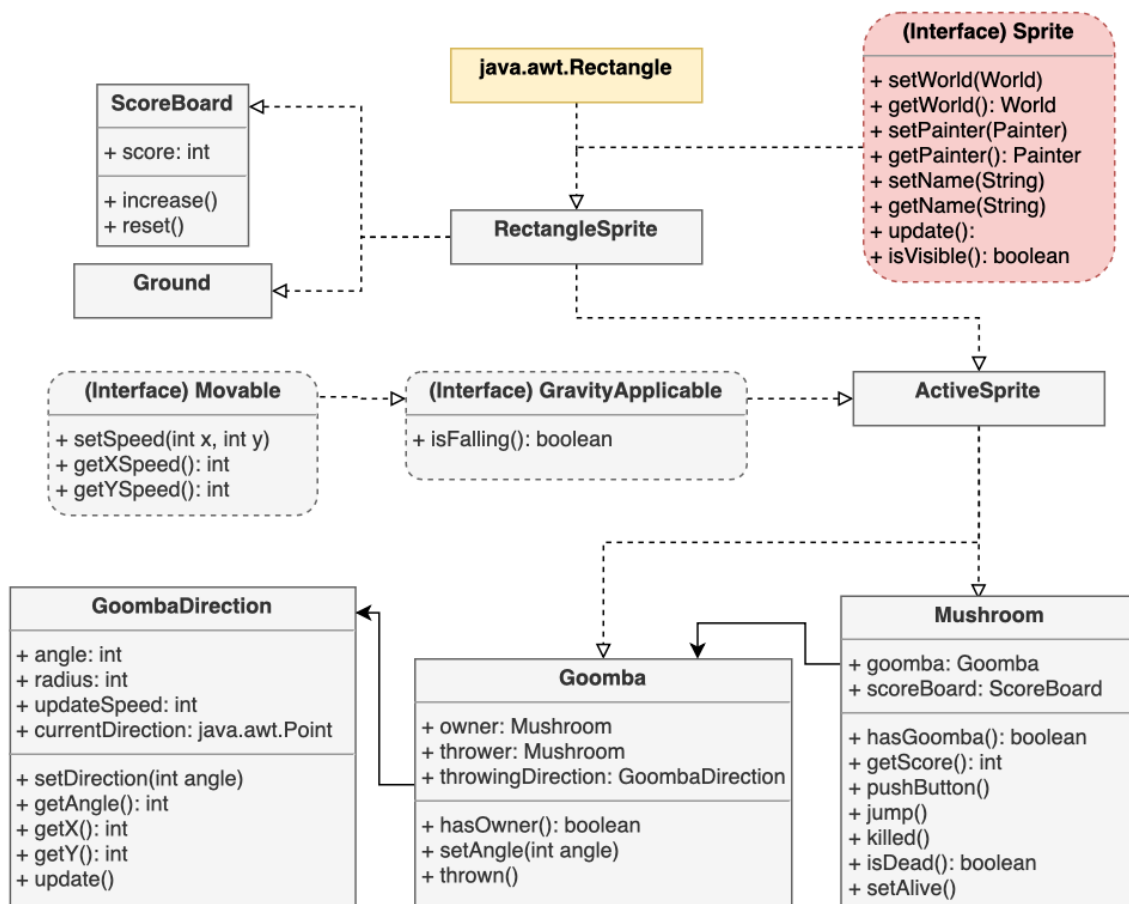 (Interface) Sprite
+ setWorld(World)
+ getWorld(): World
+ setPainter(Painter)
+ getPainter(): Painter
+ setName(String)
+ getName(String)
+ update():
+ isVisible(): boolean
java.awt.Rectangle
ScoreBoard
+ score: int
+ increase()
+ reset()
RectangleSprite
Ground
(Interface) Movable
+ setSpeed(int x, int y)
+ getXSpeed(): int
+ getYSpeed(): int
(Interface) GravityApplicable
+ isFalling(): boolean
ActiveSprite
GoombaDirection
+ angle: int
+ radius: int
+ updateSpeed: int
+ currentDirection: java.awt.Point
+ setDirection(int angle)
+ getAngle(): int
+ getX(): int
+ getY(): int
+ update()
Goomba
+ owner: Mushroom
+ thrower: Mushroom
+ throwingDirection: GoombaDirection
+ hasOwner(): boolean
+ setAngle(int angle)
+ thrown()
Mushroom
+ goomba: Goomba
+ scoreBoard: ScoreBoard
+ hasGoomba(): boolean
+ getScore(): int
+ pushButton()
+ jump()
+ killed()
+ isDead(): boolean
+ setAlive()